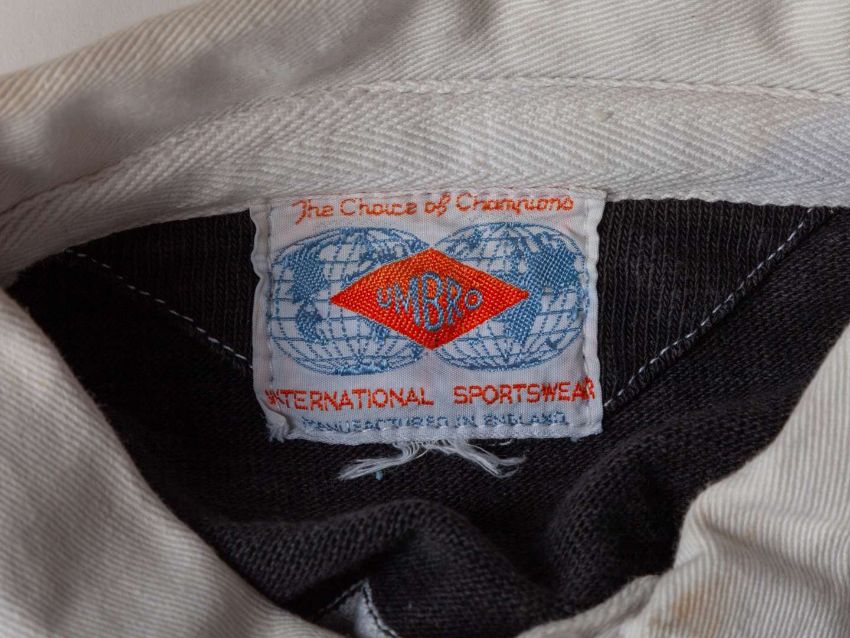 The Choice of Champions
UMBRO
INTERNATIONAL SPORTSWEAR
MANUFACTURED IN ENGLAND